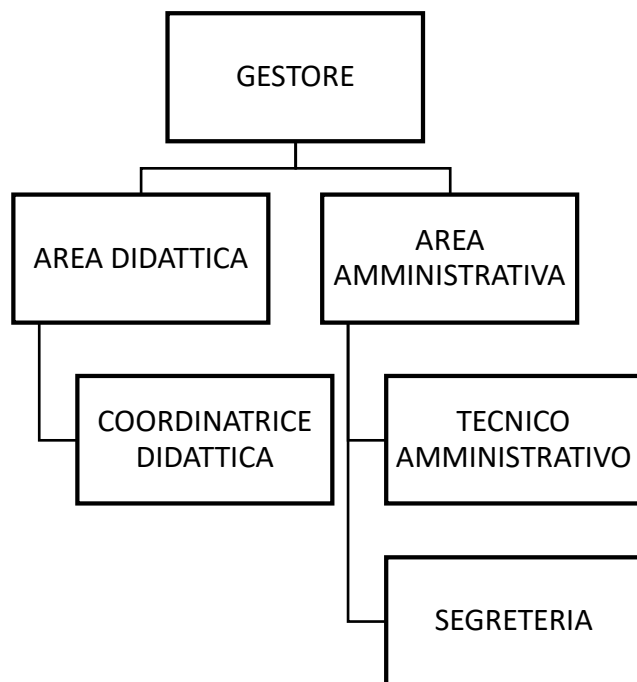 GESTORE
AREA DIDATTICA
AREA
AMMINISTRATIVA
COORDINATRICE
DIDATTICA
TECNICO
AMMINISTRATIVO
SEGRETERIA